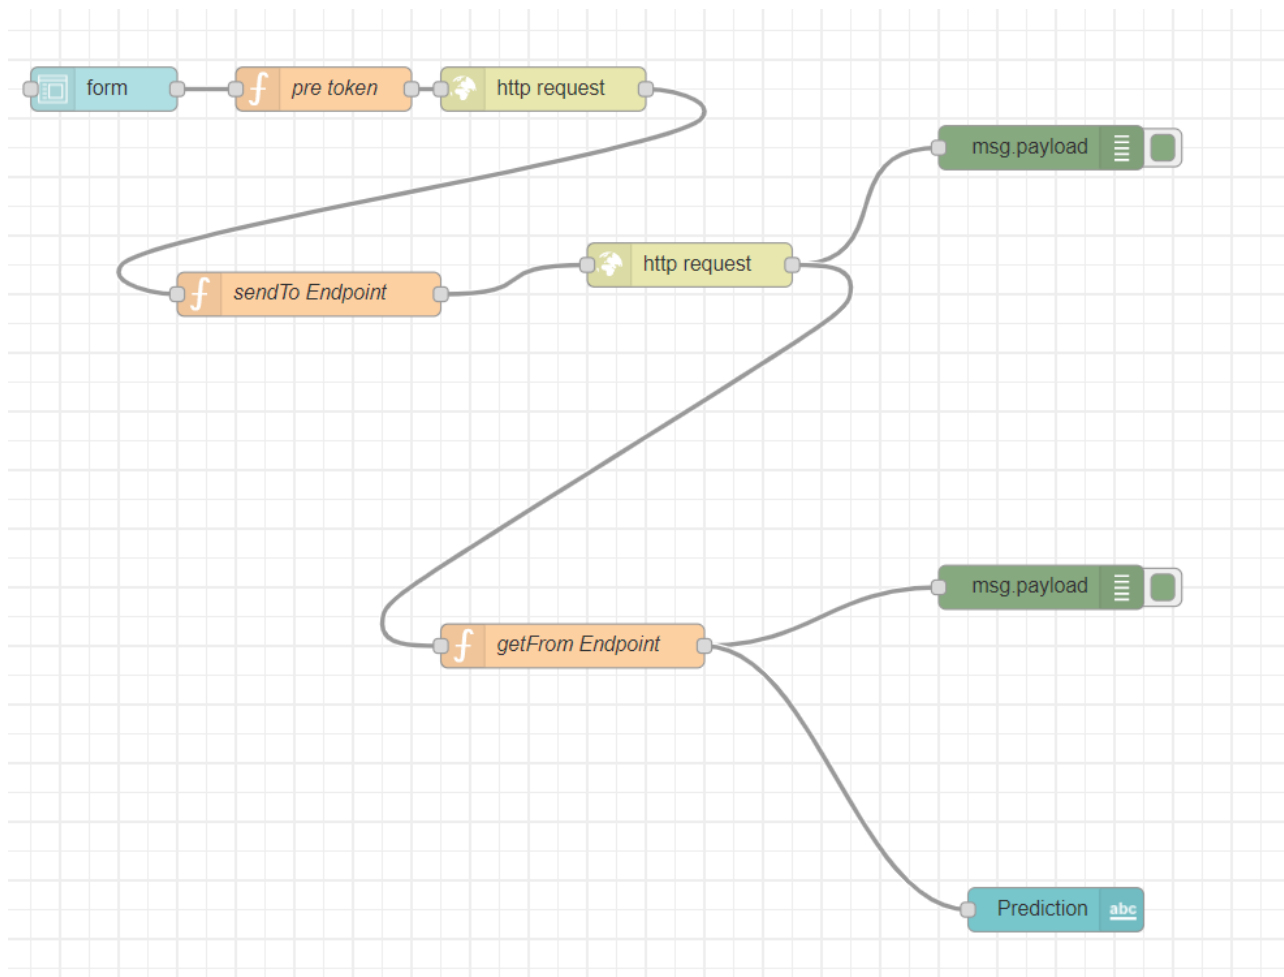 form
pre token
http request
msg.payload
http request
sendTo Endpoint
msg.payload
getFrom Endpoint
Prediction
abc